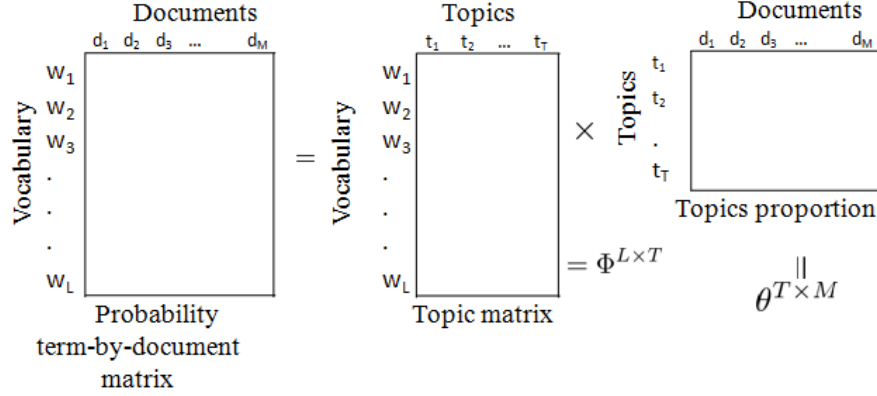 Documents
d1 d2 d3 ... dM
Vocabulary
W1
W2
W3
.
.
.
WL
Probability
term-by-document
matrix
=
Topics
t1 t2 ... tT
Vocabulary
W1
W2
W3
.
.
.
WL
Topic matrix
= Φ^{L×T}
×
Documents
d1 d2 d3 ... dM
Topics
t1
t2
.
tT
Topics proportion
||
θ^{T×M}